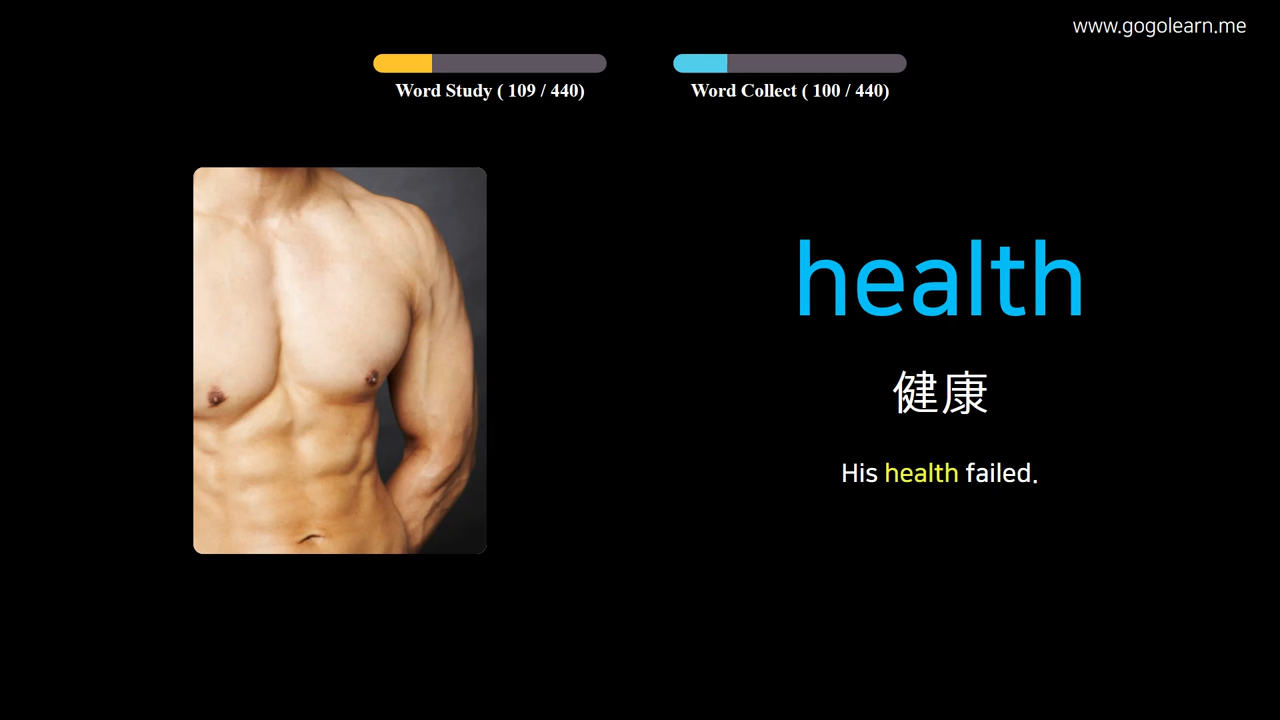 www.gogolearn.me
Word Study ( 109 / 440)
Word Collect ( 100 / 440)
health
健康
His health failed.